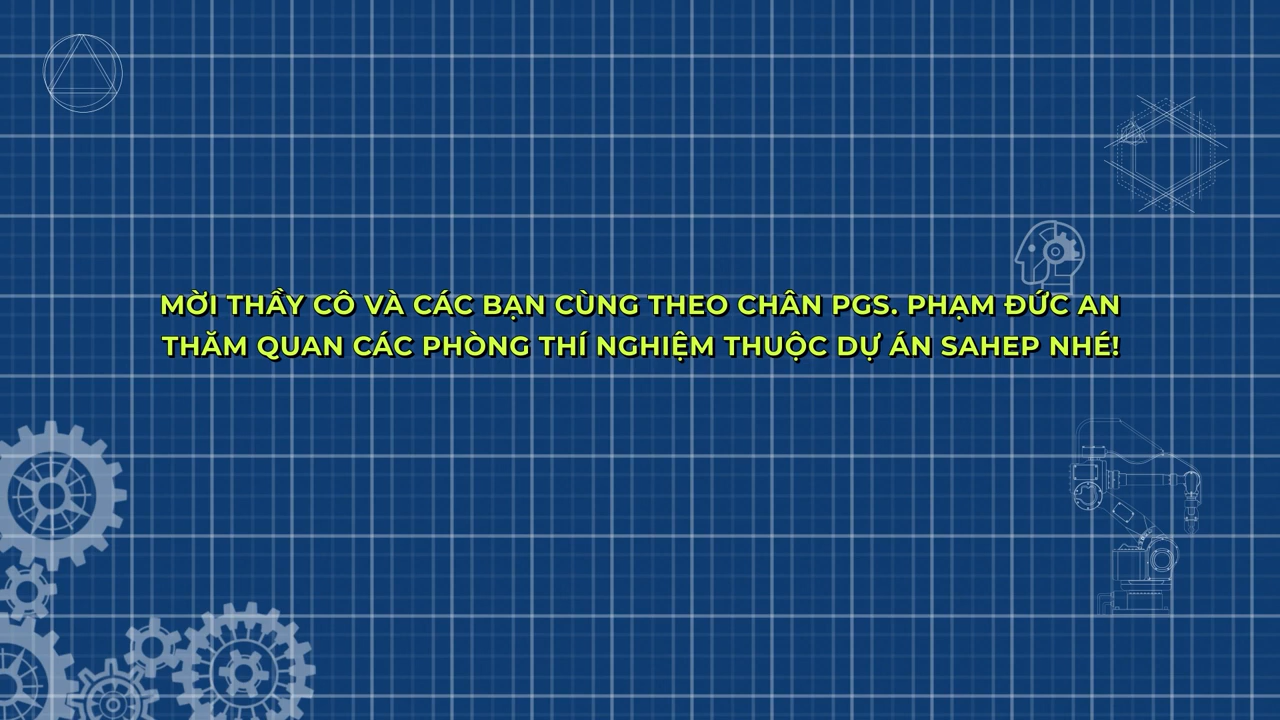 MỜI THẦY CÔ VÀ CÁC BẠN CÙNG THEO CHÂN PGS. PHẠM ĐỨC AN
THĂM QUAN CÁC PHÒNG THÍ NGHIỆM THUỘC DỰ ÁN SAHEP NHÉ!